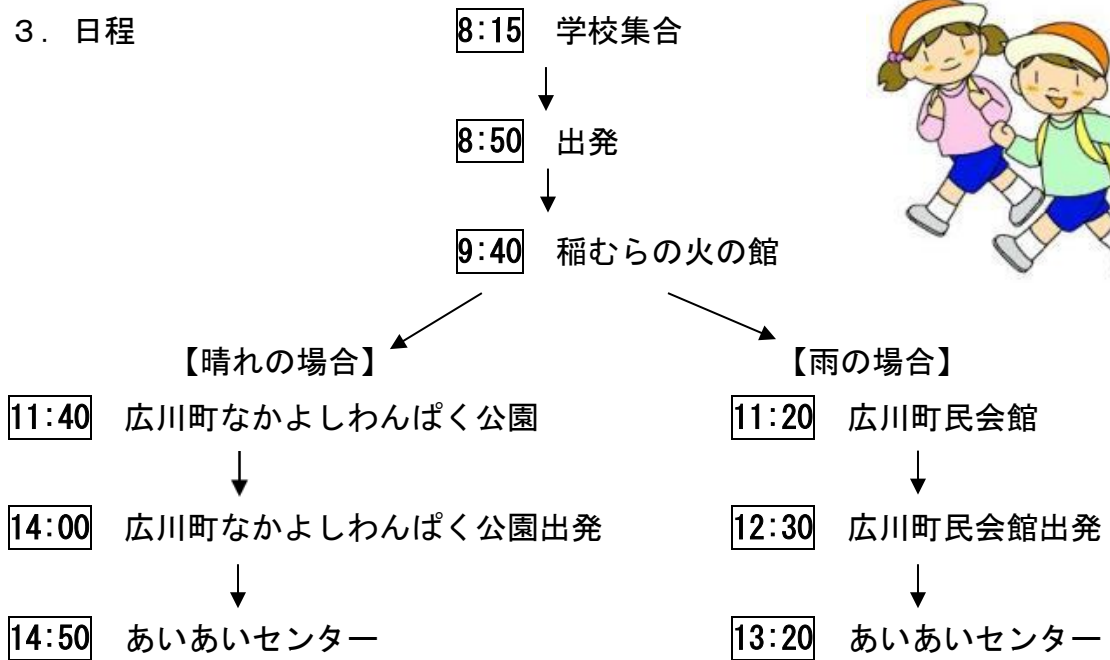 ３．日程
8:15 学校集合
8:50 出発
9:40 稲むらの火の館
【晴れの場合】
11:40 広川町なかよしわんぱく公園
14:00 広川町なかよしわんぱく公園出発
14:50 あいあいセンター
【雨の場合】
11:20 広川町民会館
12:30 広川町民会館出発
13:20 あいあいセンター